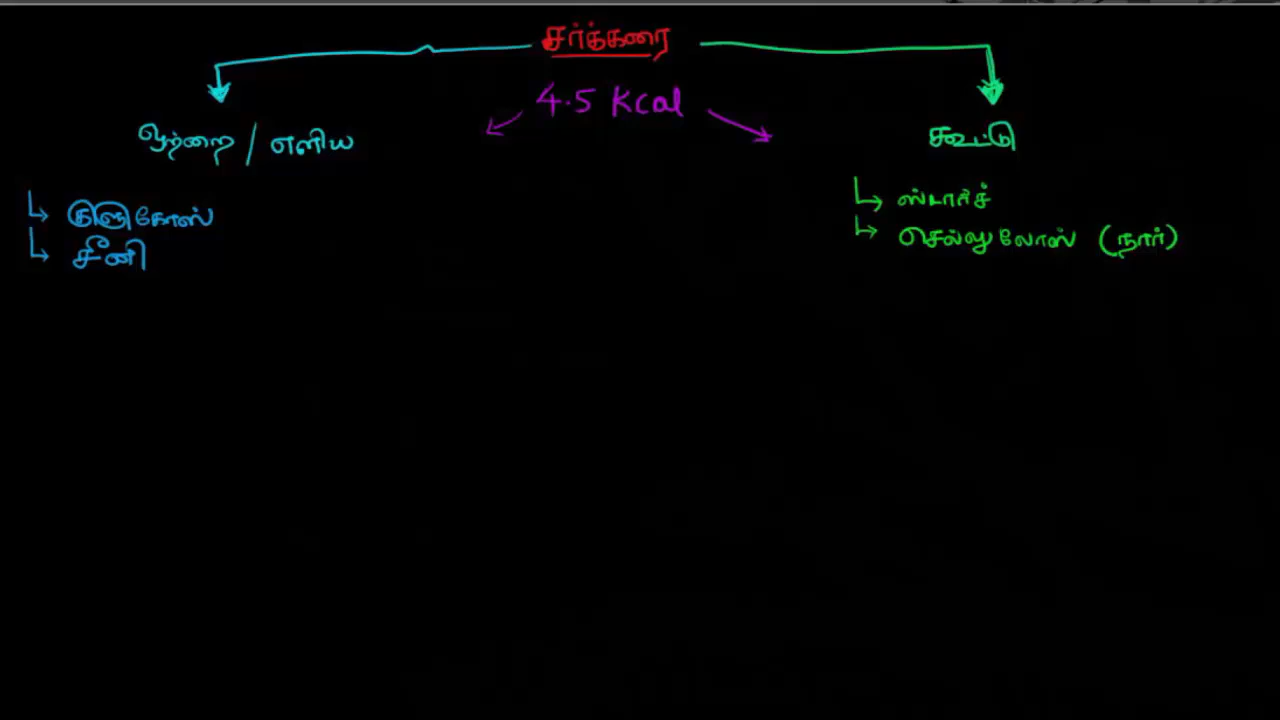 சர்க்கரை
4.5 Kcal
ஒற்றை / எளிய
கூட்டு
குளுகோஸ்
சீனி
ஸ்டார்ச்
செல்லுலோஸ் (நார்)